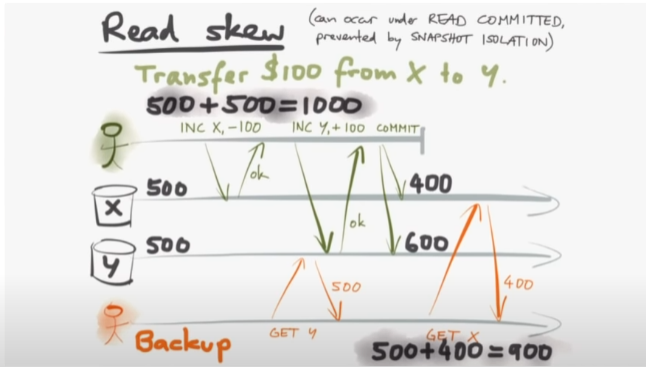 Read skew
(can occur under READ COMMITTED,
prevented by SNAPSHOT ISOLATION)
Transfer $100 from X to Y.
500+500=1000
INC X,-100
INC Y,+100
COMMIT
ok
X
500
400
ok
Y
500
600
500
400
GET Y
GET X
Backup
500+400=900